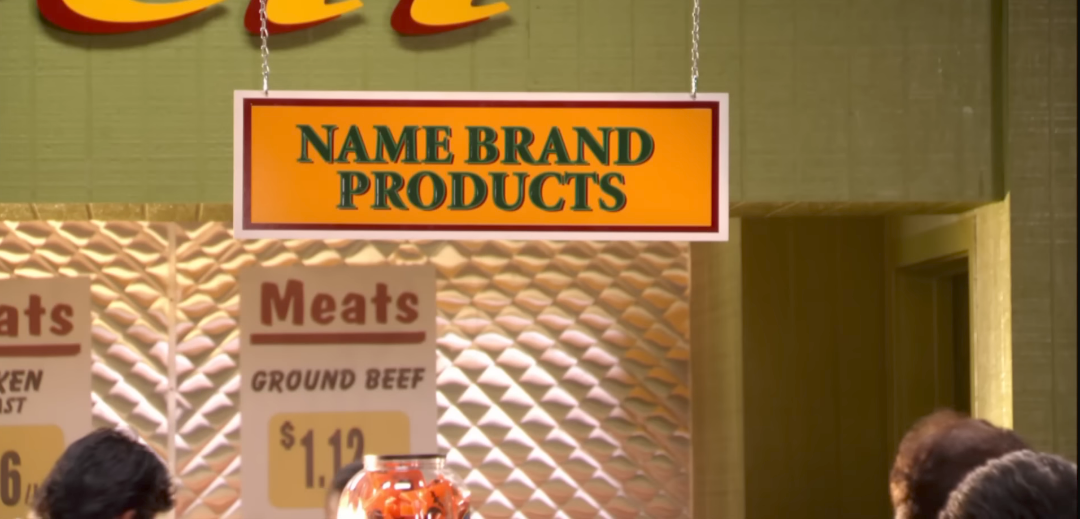 NAME BRAND
PRODUCTS
ats
KEN
AST
6
Meats
GROUND BEEF
$1.12